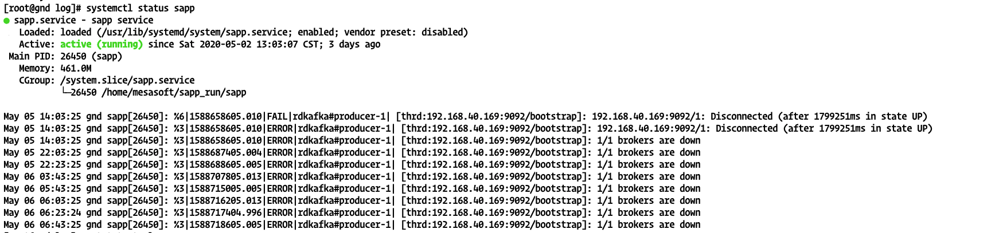 [root@gnd log]# systemctl status sapp
● sapp.service - sapp service
Loaded: loaded (/usr/lib/systemd/system/sapp.service; enabled; vendor preset: disabled)
Active: active (running) since Sat 2020-05-02 13:03:07 CST; 3 days ago
Main PID: 26450 (sapp)
Memory: 461.0M
CGroup: /system.slice/sapp.service
└─26450 /home/mesasoft/sapp_run/sapp
May 05 14:03:25 gnd sapp[26450]: %6|1588658605.010|FAIL|rdkafka#producer-1| [thrd:192.168.40.169:9092/bootstrap]: 192.168.40.169:9092/1: Disconnected (after 1799251ms in state UP)
May 05 14:03:25 gnd sapp[26450]: %3|1588658605.010|ERROR|rdkafka#producer-1| [thrd:192.168.40.169:9092/bootstrap]: 192.168.40.169:9092/1: Disconnected (after 1799251ms in state UP)
May 05 14:03:25 gnd sapp[26450]: %3|1588658605.010|ERROR|rdkafka#producer-1| [thrd:192.168.40.169:9092/bootstrap]: 1/1 brokers are down
May 05 22:03:25 gnd sapp[26450]: %3|1588687405.004|ERROR|rdkafka#producer-1| [thrd:192.168.40.169:9092/bootstrap]: 1/1 brokers are down
May 05 22:23:25 gnd sapp[26450]: %3|1588688605.005|ERROR|rdkafka#producer-1| [thrd:192.168.40.169:9092/bootstrap]: 1/1 brokers are down
May 06 03:43:25 gnd sapp[26450]: %3|1588707805.013|ERROR|rdkafka#producer-1| [thrd:192.168.40.169:9092/bootstrap]: 1/1 brokers are down
May 06 05:43:25 gnd sapp[26450]: %3|1588715005.005|ERROR|rdkafka#producer-1| [thrd:192.168.40.169:9092/bootstrap]: 1/1 brokers are down
May 06 06:03:25 gnd sapp[26450]: %3|1588716205.013|ERROR|rdkafka#producer-1| [thrd:192.168.40.169:9092/bootstrap]: 1/1 brokers are down
May 06 06:23:24 gnd sapp[26450]: %3|1588717404.996|ERROR|rdkafka#producer-1| [thrd:192.168.40.169:9092/bootstrap]: 1/1 brokers are down
May 06 06:43:25 gnd sapp[26450]: %3|1588718605.005|ERROR|rdkafka#producer-1| [thrd:192.168.40.169:9092/bootstrap]: 1/1 brokers are down